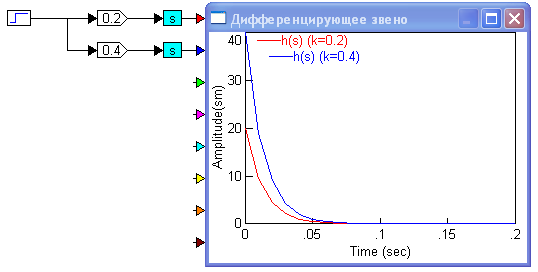 Дифференцирующее звено
0.2
s
0.4
s
h(s) (k=0.2)
h(s) (k=0.4)
Amplitude(sm)
40
30
20
10
0
0 .05 .1 .15 .2
Time (sec)